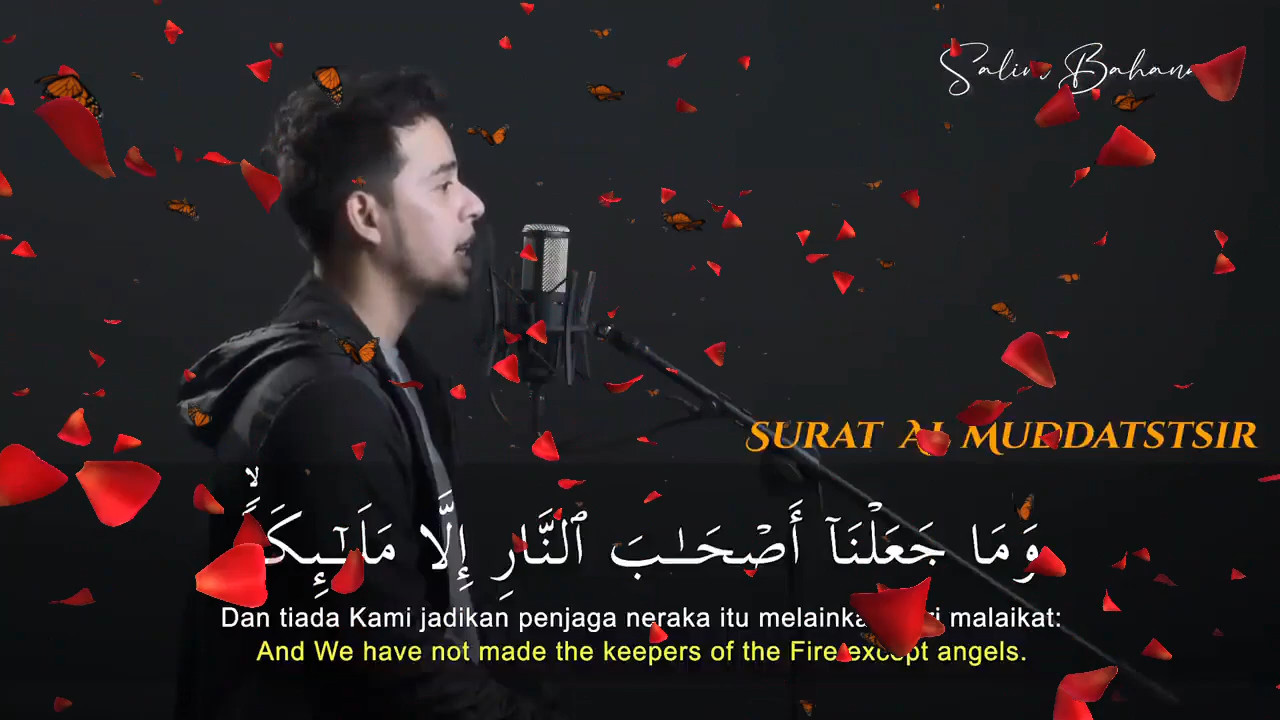 Salim Bahanan
SURAT AL MUDDATSTSIR
وَمَا جَعَلْنَآ أَصْحَـٰبَ ٱلنَّارِ إِلَّا مَلَـٰٓئِكَةًۙ
Dan tiada Kami jadikan penjaga neraka itu melainkan dari malaikat:
And We have not made the keepers of the Fire except angels.